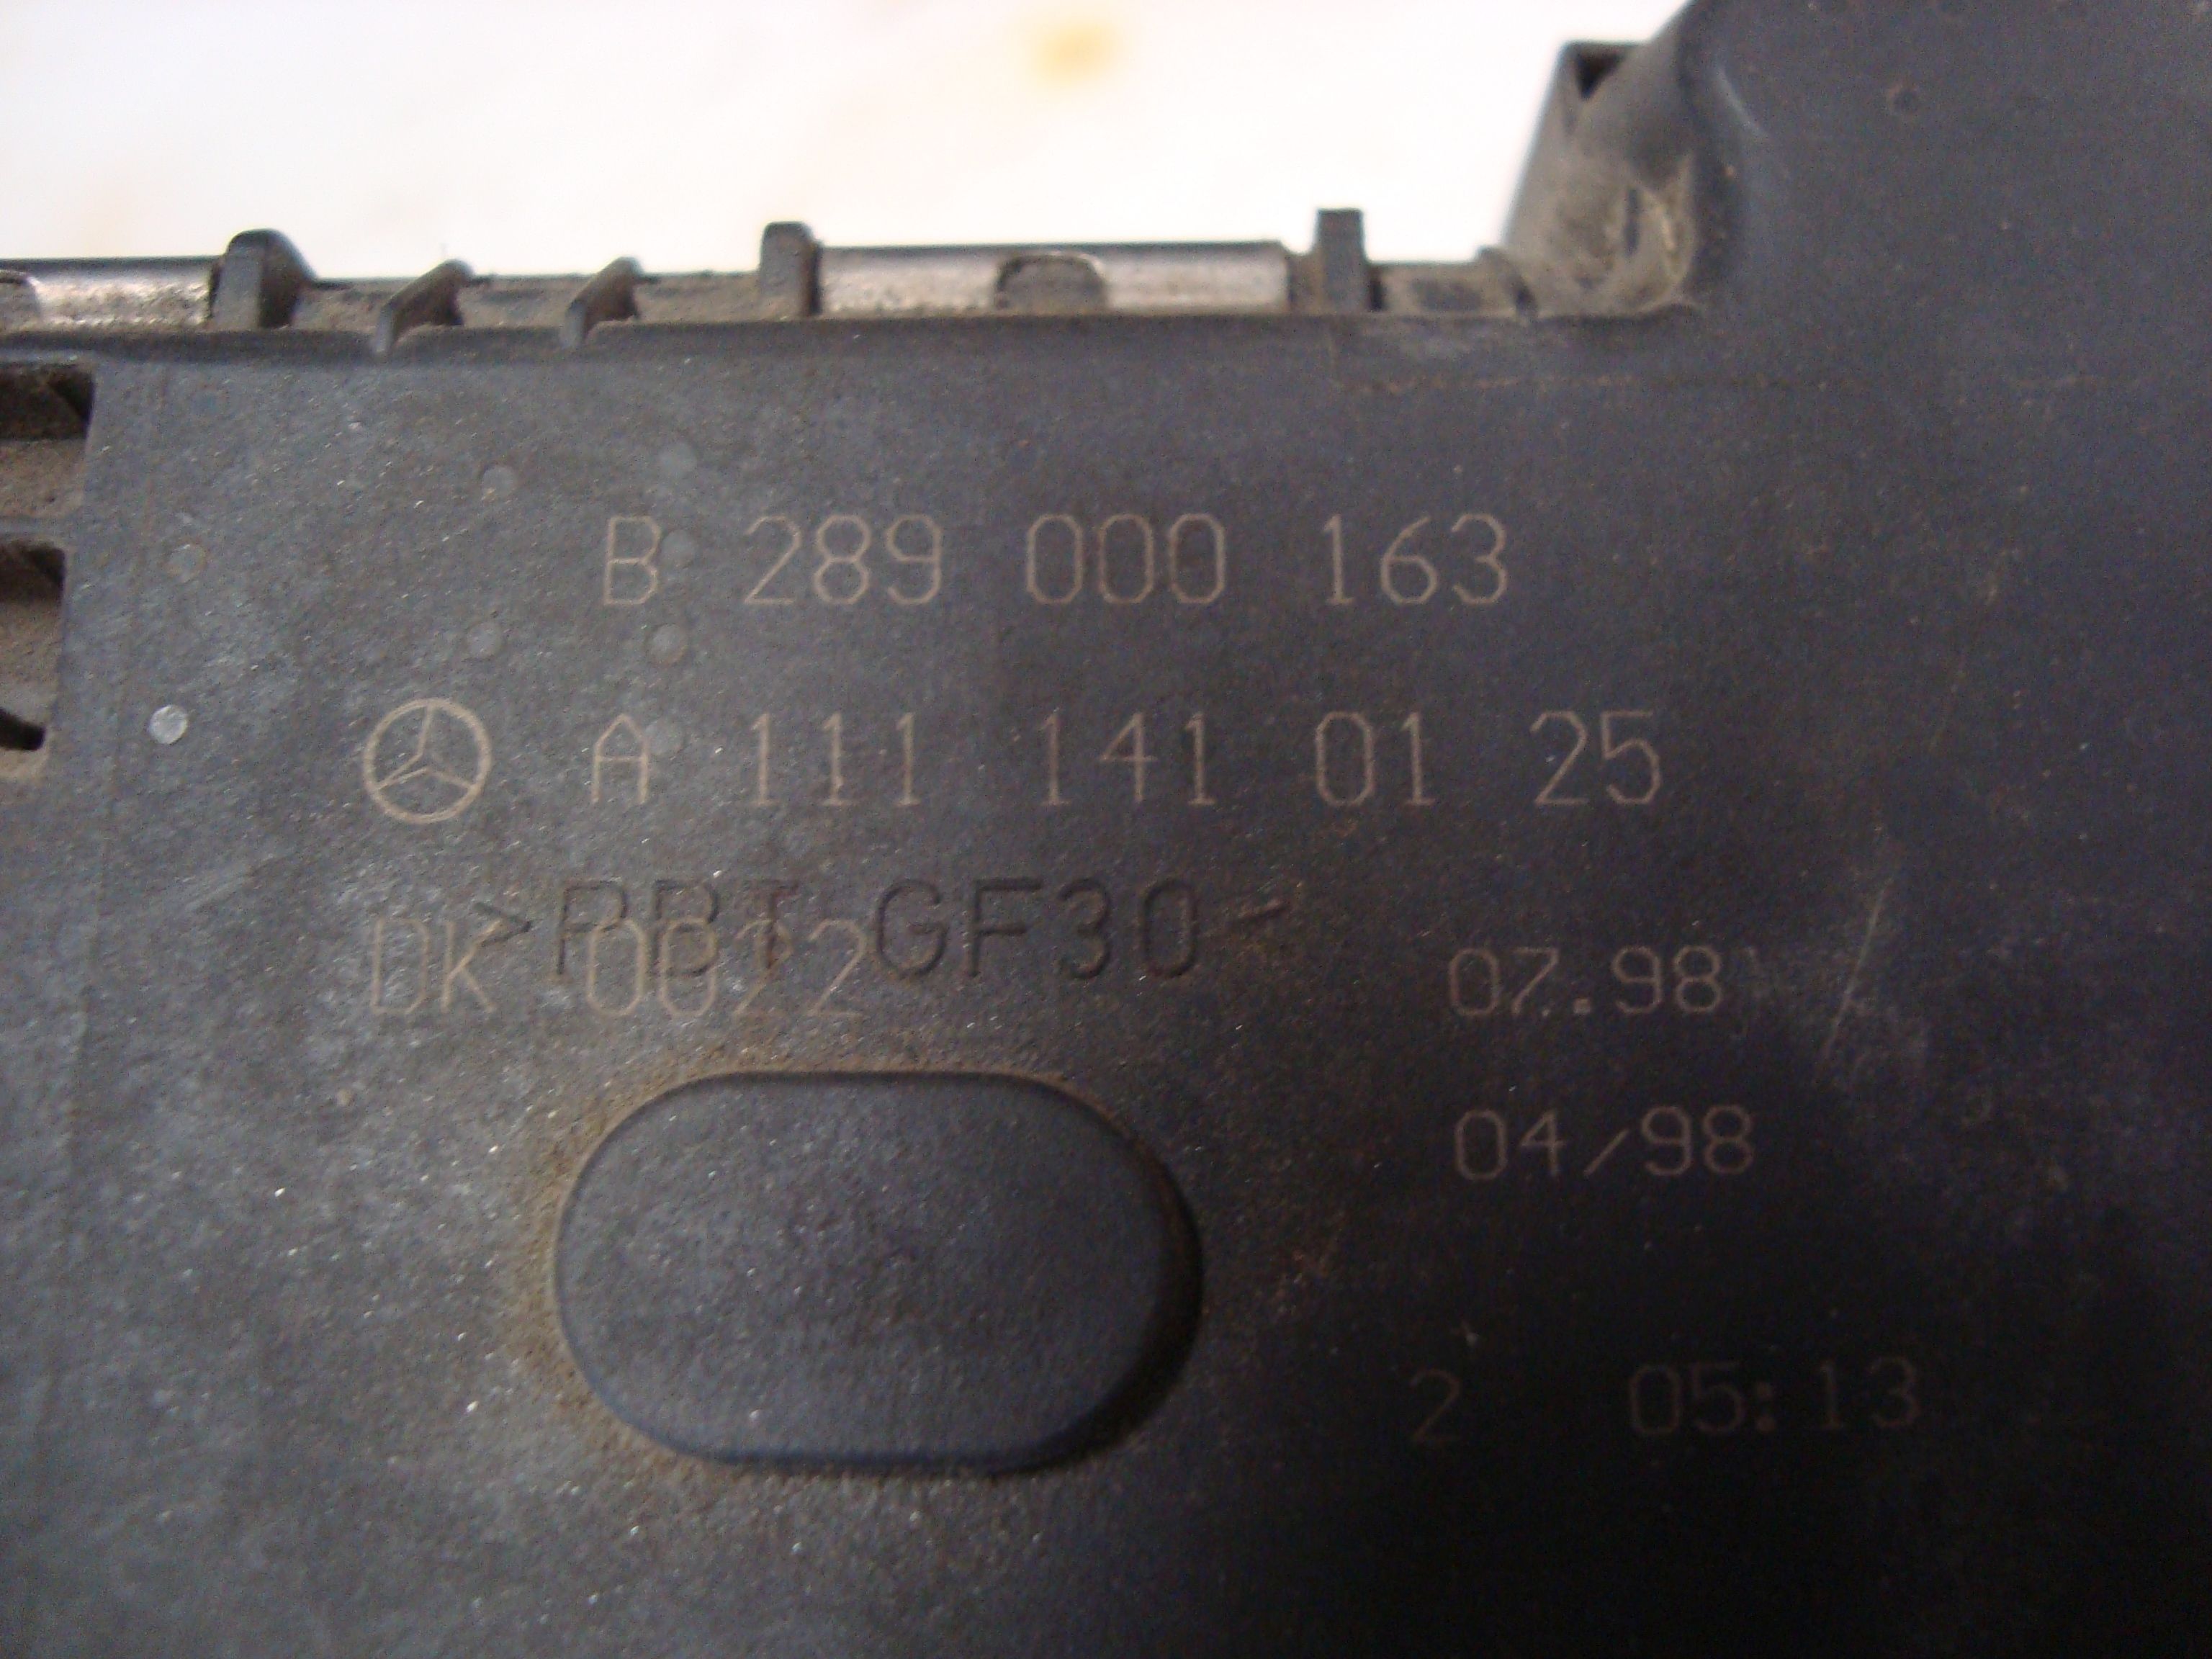 B 289 000 163
A 111 141 01 25
>PBT GF30<
DK 0022 07.98
04/98
2 05:13